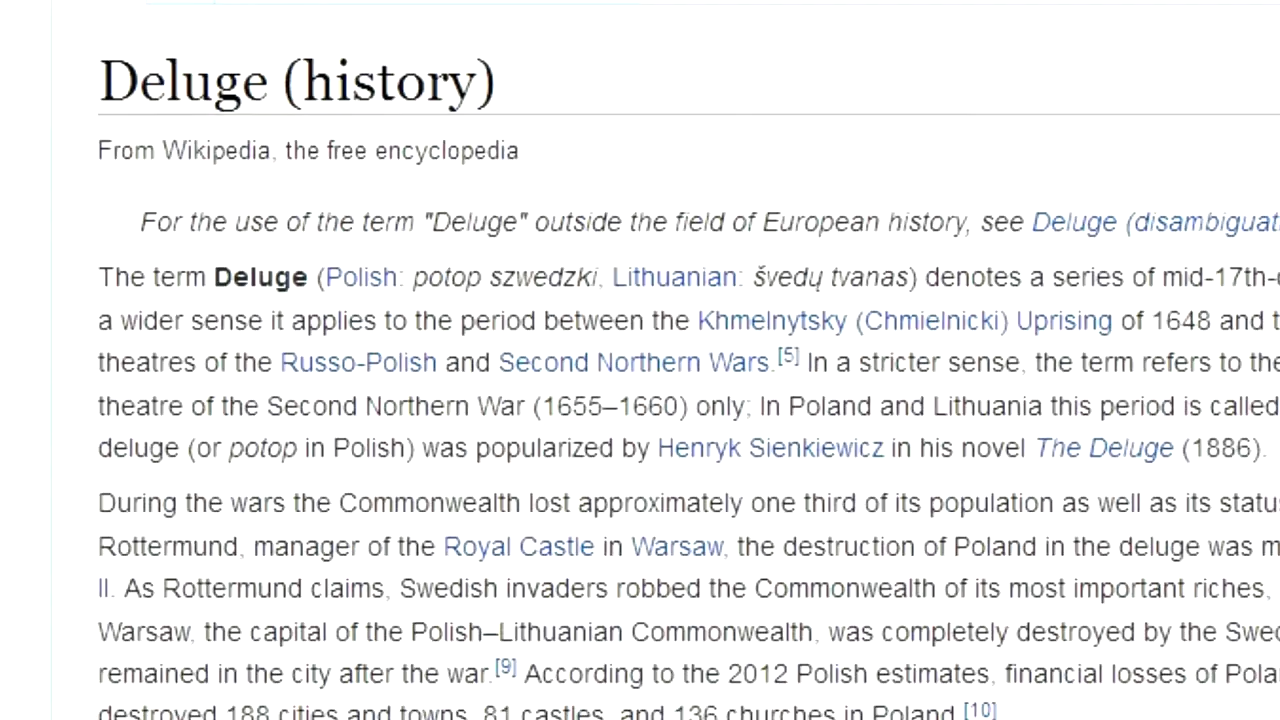 Deluge (history)
From Wikipedia, the free encyclopedia
For the use of the term "Deluge" outside the field of European history, see Deluge (disambiguat
The term Deluge (Polish: potop szwedzki, Lithuanian: švedų tvanas) denotes a series of mid-17th-
a wider sense it applies to the period between the Khmelnytsky (Chmielnicki) Uprising of 1648 and t
theatres of the Russo-Polish and Second Northern Wars.[5] In a stricter sense, the term refers to the
theatre of the Second Northern War (1655–1660) only; In Poland and Lithuania this period is called
deluge (or potop in Polish) was popularized by Henryk Sienkiewicz in his novel The Deluge (1886).
During the wars the Commonwealth lost approximately one third of its population as well as its statu
Rottermund, manager of the Royal Castle in Warsaw, the destruction of Poland in the deluge was m
II. As Rottermund claims, Swedish invaders robbed the Commonwealth of its most important riches,
Warsaw, the capital of the Polish–Lithuanian Commonwealth, was completely destroyed by the Swed
remained in the city after the war.[9] According to the 2012 Polish estimates, financial losses of Pola
destroyed 188 cities and towns, 81 castles, and 136 churches in Poland.[10]